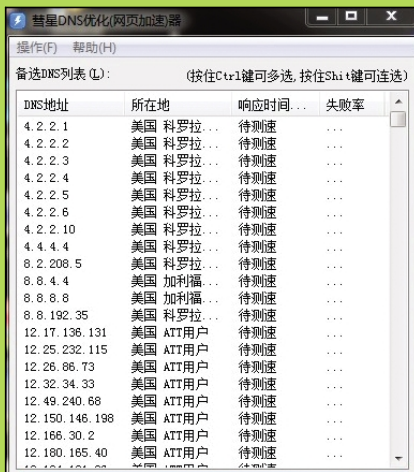 彗星DNS优化(网页加速)器
操作(F) 帮助(H)
备选DNS列表(L): (按住Ctrl键可多选,按住Shit键可连选)
DNS地址 所在地 响应时间... 失败率
4.2.2.1 美国 科罗拉... 待测速 ...
4.2.2.2 美国 科罗拉... 待测速 ...
4.2.2.3 美国 科罗拉... 待测速 ...
4.2.2.4 美国 科罗拉... 待测速 ...
4.2.2.5 美国 科罗拉... 待测速 ...
4.2.2.6 美国 科罗拉... 待测速 ...
4.2.2.10 美国 科罗拉... 待测速 ...
4.4.4.4 美国 科罗拉... 待测速 ...
8.2.208.5 美国 科罗拉... 待测速 ...
8.8.4.4 美国 加利福... 待测速 ...
8.8.8.8 美国 加利福... 待测速 ...
8.8.192.35 美国 科罗拉... 待测速 ...
12.17.136.131 美国 ATT用户 待测速 ...
12.25.232.115 美国 ATT用户 待测速 ...
12.26.86.73 美国 ATT用户 待测速 ...
12.32.34.33 美国 ATT用户 待测速 ...
12.49.240.68 美国 ATT用户 待测速 ...
12.150.146.198 美国 ATT用户 待测速 ...
12.166.30.2 美国 ATT用户 待测速 ...
12.180.165.40 美国 ATT用户 待测速 ...